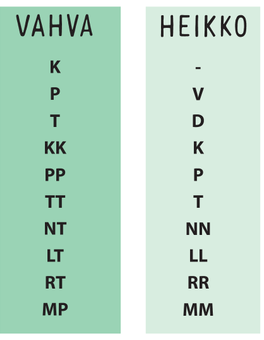 VAHVA HEIKKO
K -
P V
T D
KK K
PP P
TT T
NT NN
LT LL
RT RR
MP MM